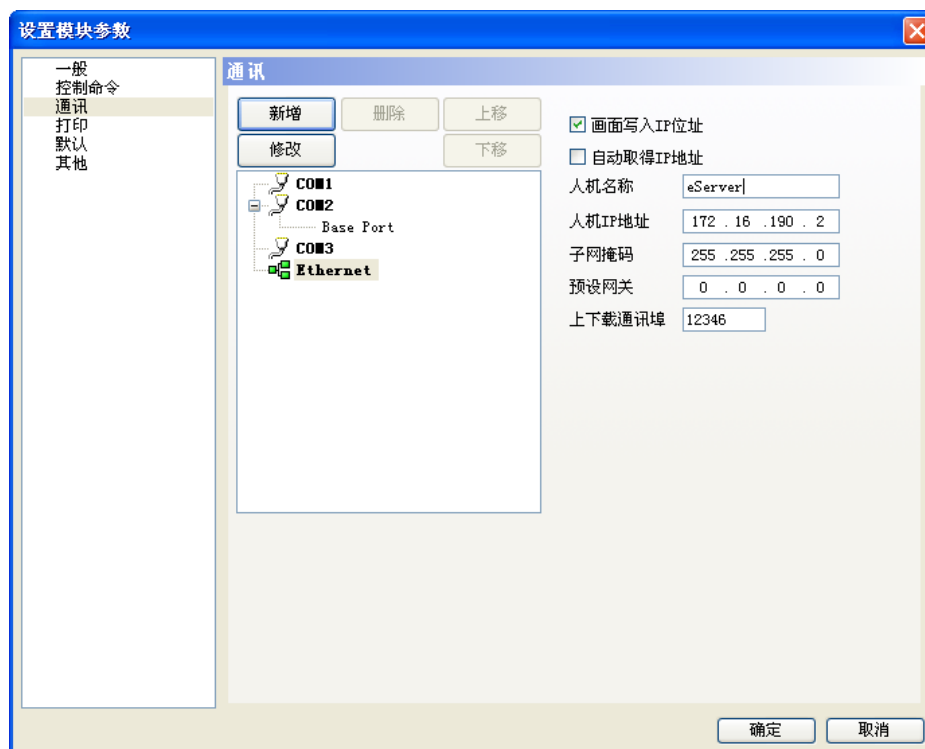 设置模块参数
一般
控制命令
通讯
打印
默认
其他
通讯
新增
删除
上移
修改
下移
COM1
COM2
Base Port
COM3
Ethernet
画面写入IP位址
自动取得IP地址
人机名称 eServer
人机IP地址 172 . 16 .190 . 2
子网掩码 255 .255 .255 . 0
预设网关 0 . 0 . 0 . 0
上下载通讯埠 12346
确定
取消